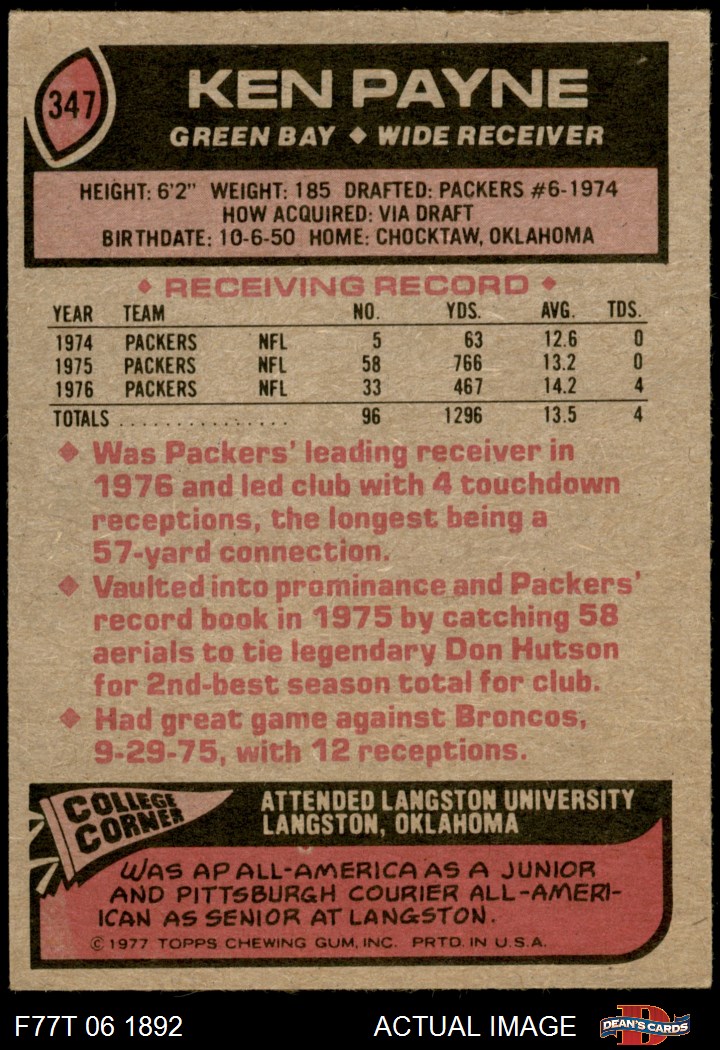 347
KEN PAYNE
GREEN BAY ◆ WIDE RECEIVER
HEIGHT: 6'2" WEIGHT: 185 DRAFTED: PACKERS #6-1974
HOW ACQUIRED: VIA DRAFT
BIRTHDATE: 10-6-50 HOME: CHOCKTAW, OKLAHOMA
◆ RECEIVING RECORD ◆
YEAR TEAM NO. YDS. AVG. TDS.
1974 PACKERS NFL 5 63 12.6 0
1975 PACKERS NFL 58 766 13.2 0
1976 PACKERS NFL 33 467 14.2 4
TOTALS . . . . . . . . . . . . . . . . 96 1296 13.5 4
◆ Was Packers' leading receiver in
1976 and led club with 4 touchdown
receptions, the longest being a
57-yard connection.
◆ Vaulted into prominance and Packers'
record book in 1975 by catching 58
aerials to tie legendary Don Hutson
for 2nd-best season total for club.
◆ Had great game against Broncos,
9-29-75, with 12 receptions.
COLLEGE
CORNER
ATTENDED LANGSTON UNIVERSITY
LANGSTON, OKLAHOMA
WAS AP ALL-AMERICA AS A JUNIOR
AND PITTSBURGH COURIER ALL-AMERI-
ICAN AS SENIOR AT LANGSTON.
© 1977 TOPPS CHEWING GUM, INC. PRTD. IN U.S.A.
F77T 06 1892 ACTUAL IMAGE
D
DEAN'S CARDS